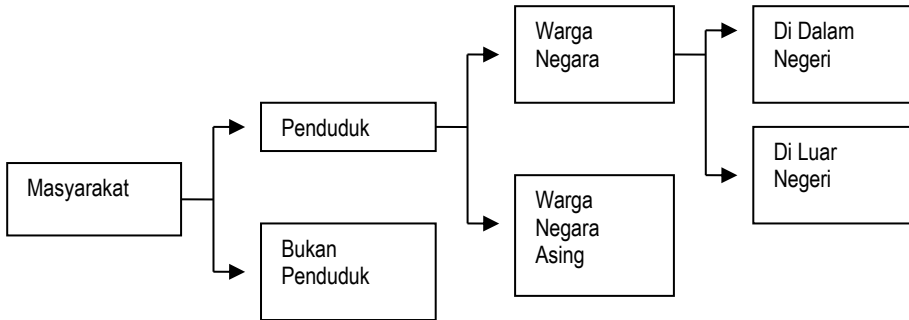 Masyarakat
Penduduk
Bukan
Penduduk
Warga
Negara
Warga
Negara
Asing
Di Dalam
Negeri
Di Luar
Negeri